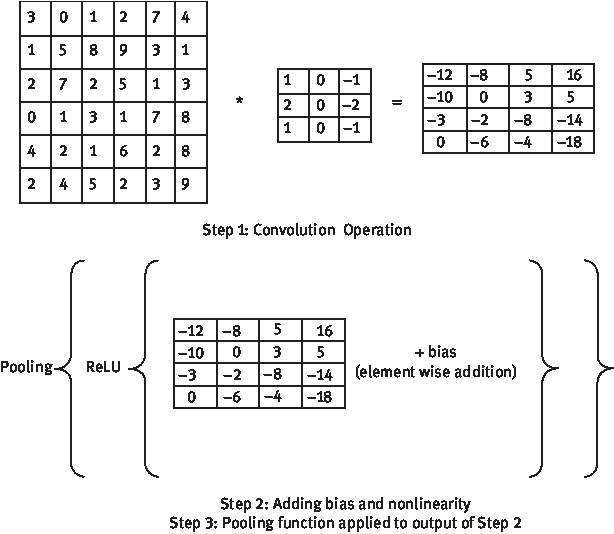 3 0 1 2 7 4
1 5 8 9 3 1
2 7 2 5 1 3
0 1 3 1 7 8
4 2 1 6 2 8
2 4 5 2 3 9
*
1 0 −1
2 0 −2
1 0 −1
=
−12 −8 5 16
−10 0 3 5
−3 −2 −8 −14
0 −6 −4 −18
Step 1: Convolution Operation
Pooling
ReLU
−12 −8 5 16
−10 0 3 5
−3 −2 −8 −14
0 −6 −4 −18
+ bias
(element wise addition)
Step 2: Adding bias and nonlinearity
Step 3: Pooling function applied to output of Step 2